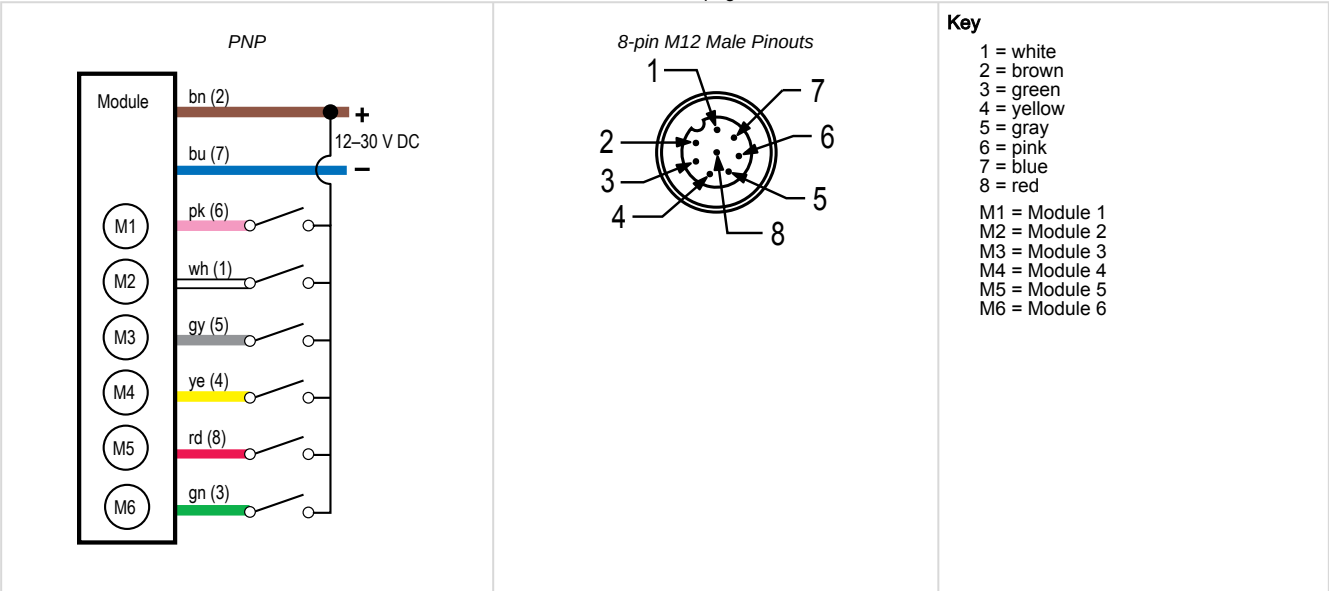 PNP
Module
bn (2)
+
12–30 V DC
bu (7)
–
M1
pk (6)
M2
wh (1)
M3
gy (5)
M4
ye (4)
M5
rd (8)
M6
gn (3)
8-pin M12 Male Pinouts
1
7
2
6
3
5
4
8
Key
1 = white
2 = brown
3 = green
4 = yellow
5 = gray
6 = pink
7 = blue
8 = red
M1 = Module 1
M2 = Module 2
M3 = Module 3
M4 = Module 4
M5 = Module 5
M6 = Module 6